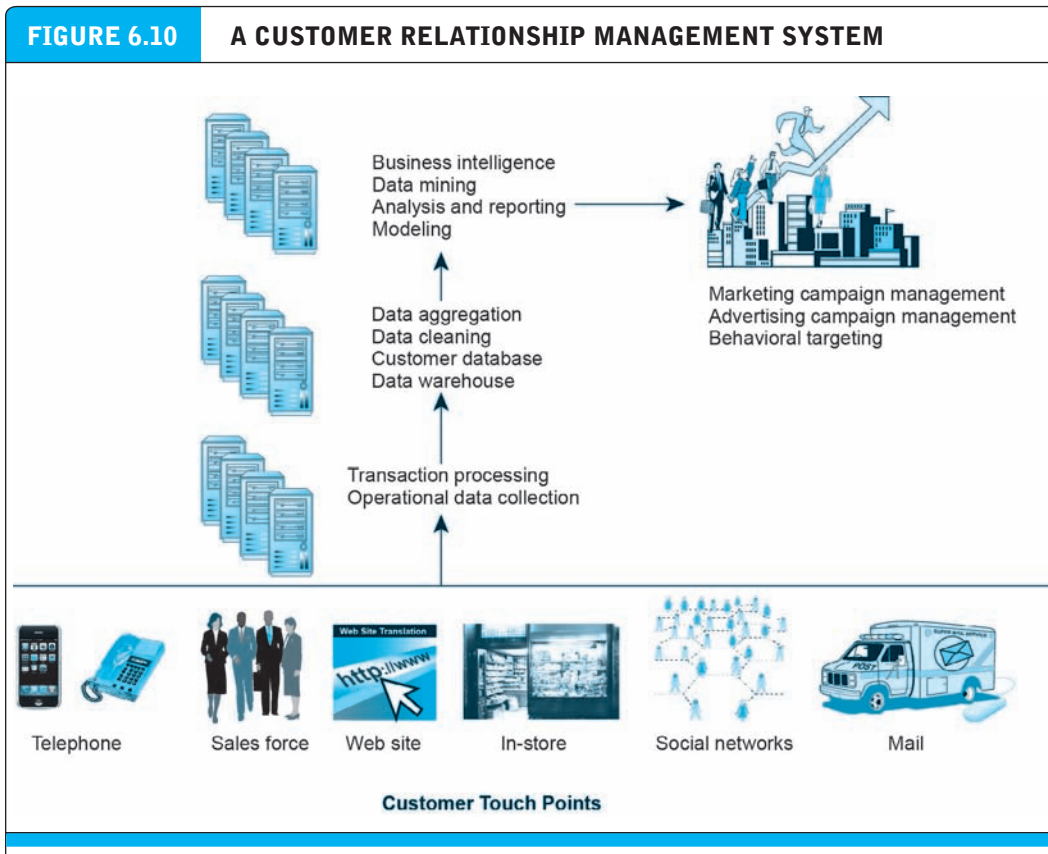 FIGURE 6.10
A CUSTOMER RELATIONSHIP MANAGEMENT SYSTEM
Business intelligence
Data mining
Analysis and reporting
Modeling
Marketing campaign management
Advertising campaign management
Behavioral targeting
Data aggregation
Data cleaning
Customer database
Data warehouse
Transaction processing
Operational data collection
Web Site Translation
http://www
POST
Telephone
Sales force
Web site
In-store
Social networks
Mail
Customer Touch Points